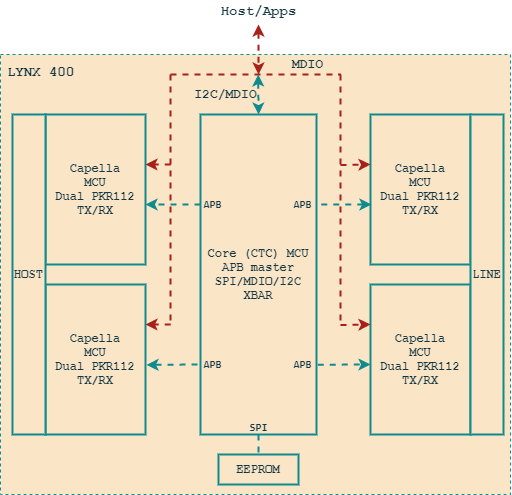 Host/Apps
LYNX 400
MDIO
I2C/MDIO
Capella
MCU
Dual PKR112
TX/RX
Capella
MCU
Dual PKR112
TX/RX
APB
APB
Core (CTC) MCU
APB master
SPI/MDIO/I2C
XBAR
HOST
LINE
Capella
MCU
Dual PKR112
TX/RX
Capella
MCU
Dual PKR112
TX/RX
APB
APB
SPI
EEPROM